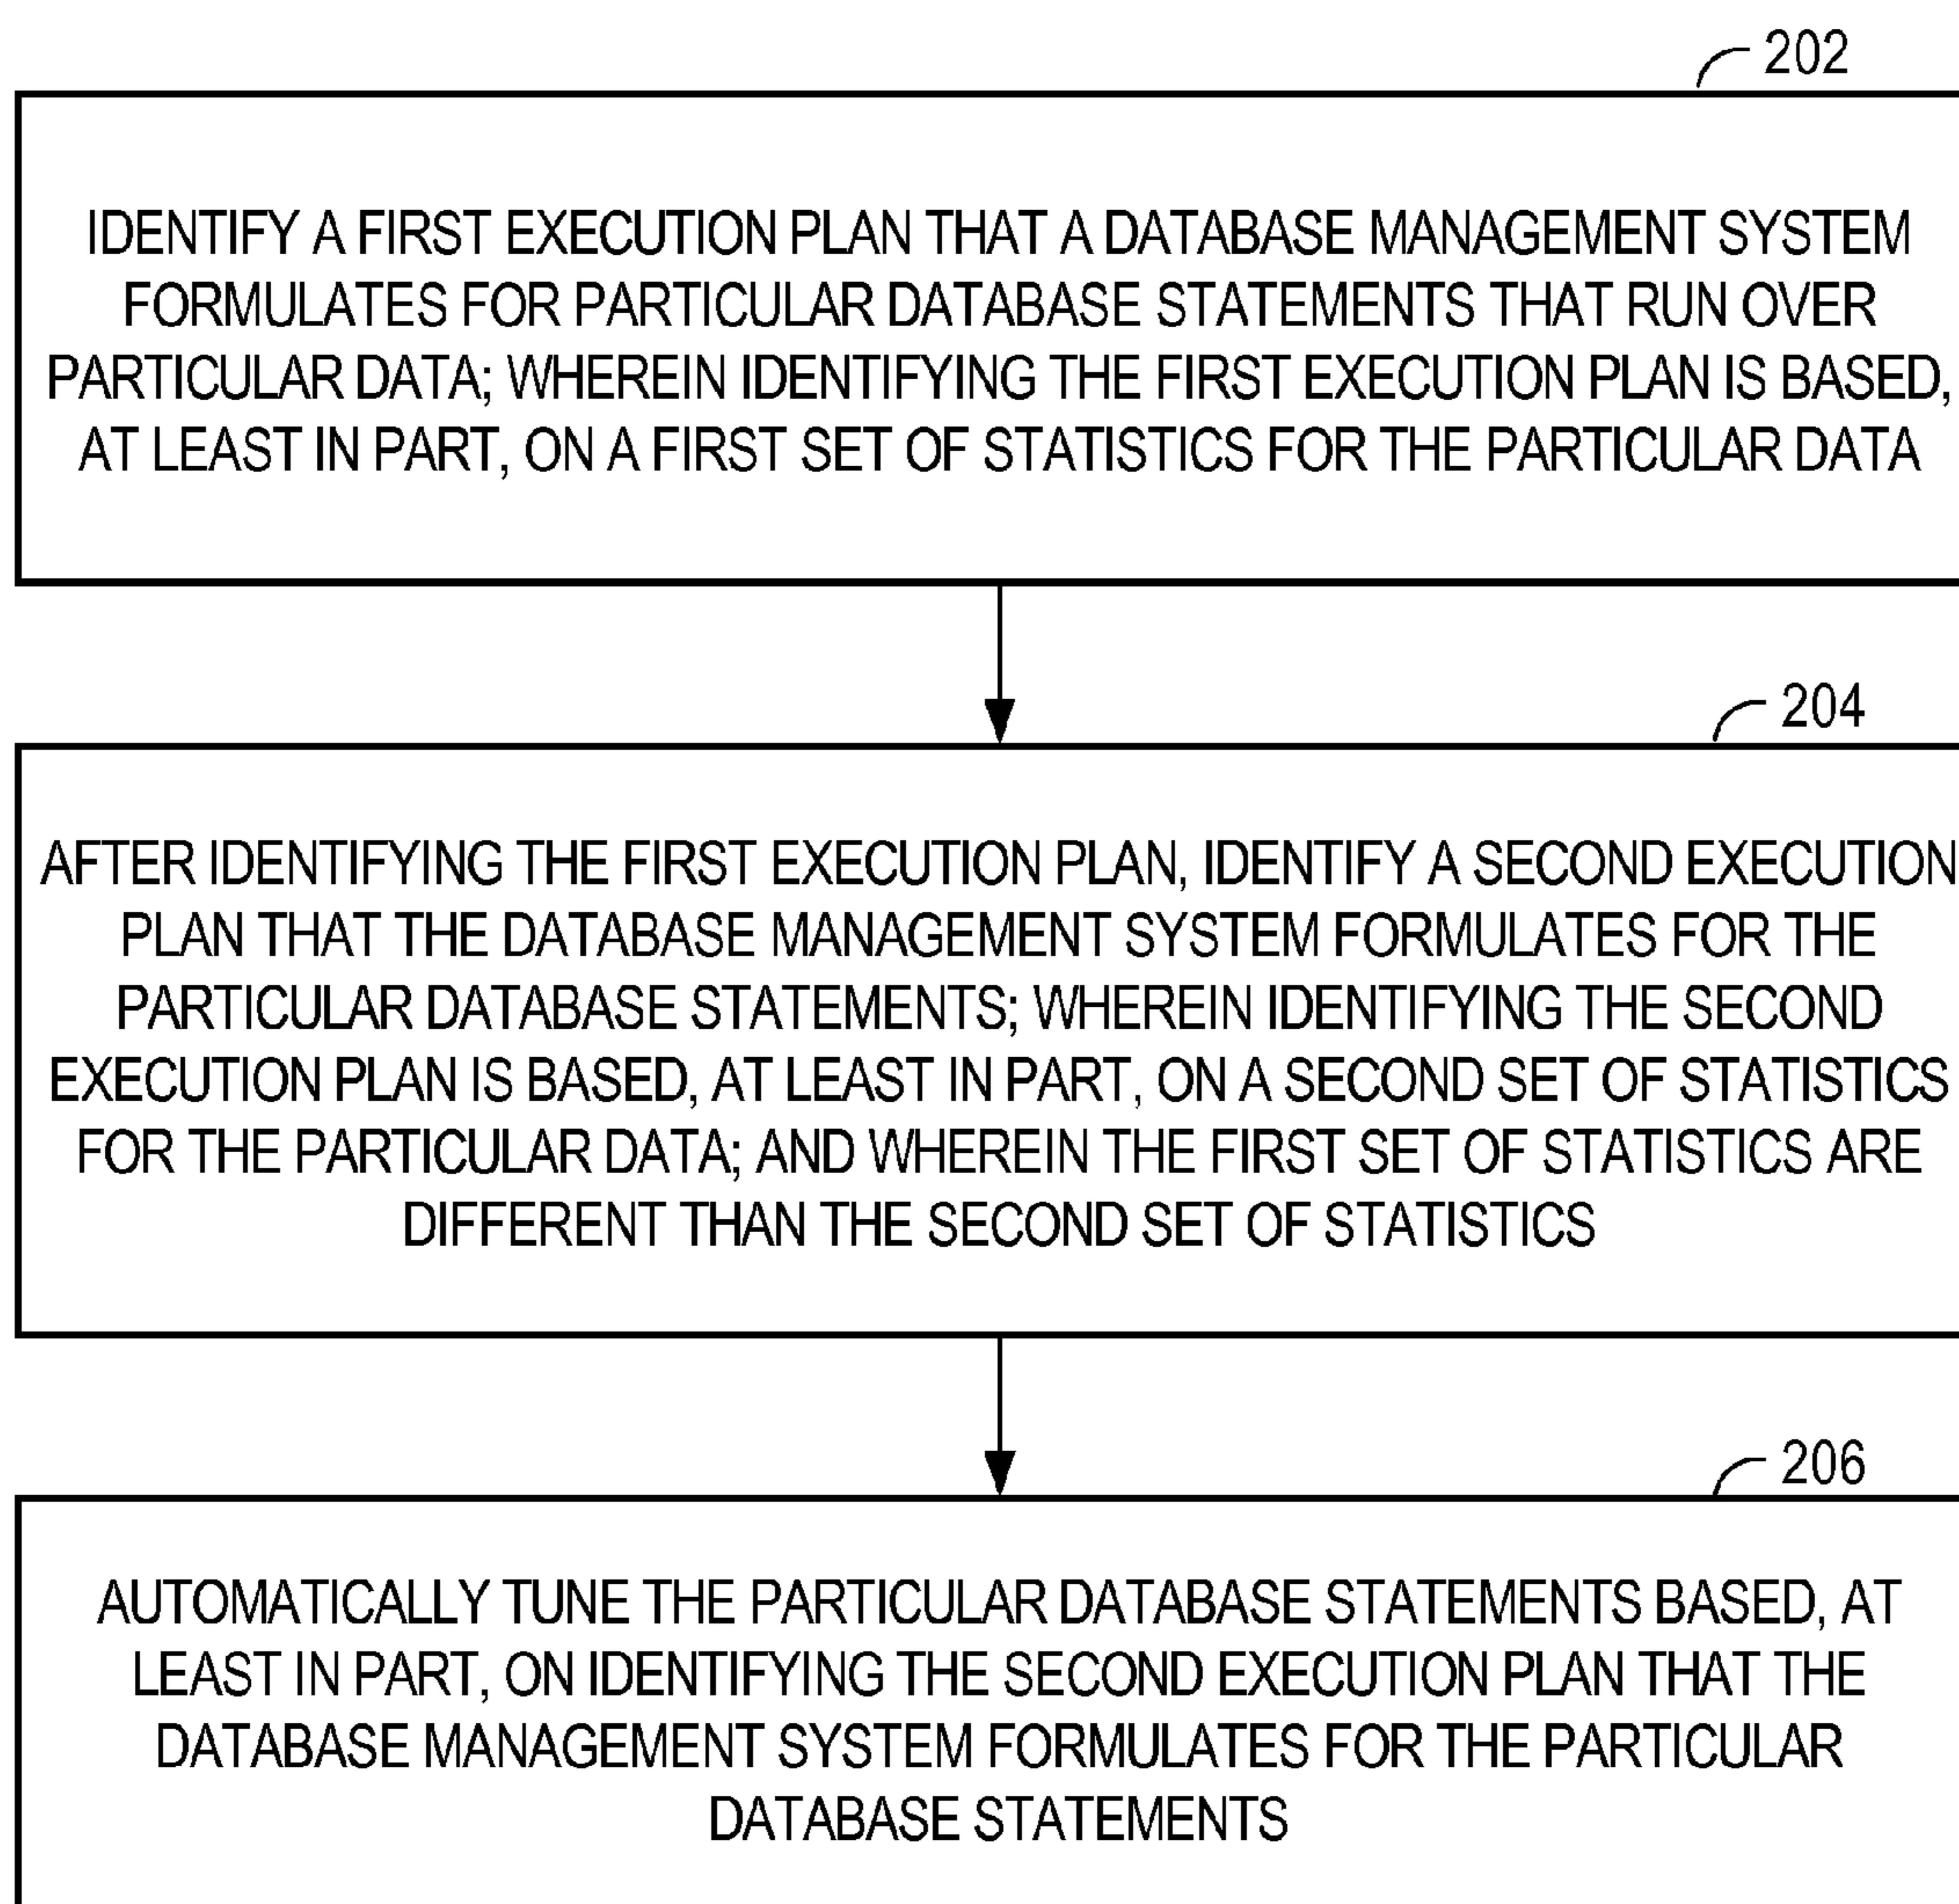 202
IDENTIFY A FIRST EXECUTION PLAN THAT A DATABASE MANAGEMENT SYSTEM
FORMULATES FOR PARTICULAR DATABASE STATEMENTS THAT RUN OVER
PARTICULAR DATA; WHEREIN IDENTIFYING THE FIRST EXECUTION PLAN IS BASED,
AT LEAST IN PART, ON A FIRST SET OF STATISTICS FOR THE PARTICULAR DATA
204
AFTER IDENTIFYING THE FIRST EXECUTION PLAN, IDENTIFY A SECOND EXECUTION
PLAN THAT THE DATABASE MANAGEMENT SYSTEM FORMULATES FOR THE
PARTICULAR DATABASE STATEMENTS; WHEREIN IDENTIFYING THE SECOND
EXECUTION PLAN IS BASED, AT LEAST IN PART, ON A SECOND SET OF STATISTICS
FOR THE PARTICULAR DATA; AND WHEREIN THE FIRST SET OF STATISTICS ARE
DIFFERENT THAN THE SECOND SET OF STATISTICS
206
AUTOMATICALLY TUNE THE PARTICULAR DATABASE STATEMENTS BASED, AT
LEAST IN PART, ON IDENTIFYING THE SECOND EXECUTION PLAN THAT THE
DATABASE MANAGEMENT SYSTEM FORMULATES FOR THE PARTICULAR
DATABASE STATEMENTS